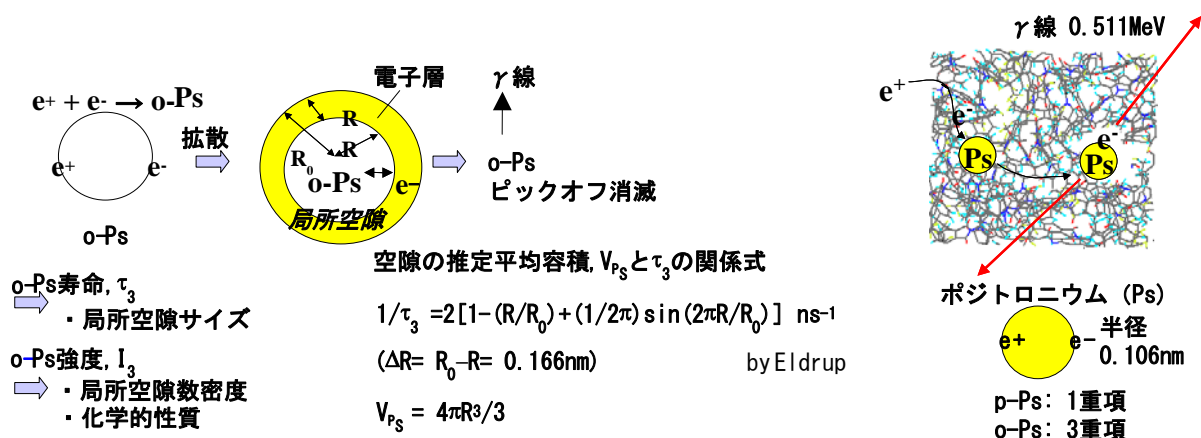 e⁺ + e⁻ → o-Ps
e⁺
e⁻
o-Ps
拡散
電子層
R
R
R₀
o-Ps
e−
局所空隙
γ線
o-Ps
ピックオフ消滅
o-Ps寿命, τ₃
・局所空隙サイズ
o-Ps強度, I₃
・局所空隙数密度
・化学的性質
空隙の推定平均容積, V_PSとτ₃の関係式
1/τ₃ =2[1-(R/R₀)+(1/2π)sin(2πR/R₀)] ns⁻¹
(ΔR= R₀−R= 0.166nm) by Eldrup
V_PS = 4πR³/3
γ線 0.511MeV
e⁺
e⁻
Ps
e⁻
Ps
ポジトロニウム (Ps)
e+
e−
半径
0.106nm
p-Ps: 1重項
o-Ps: 3重項